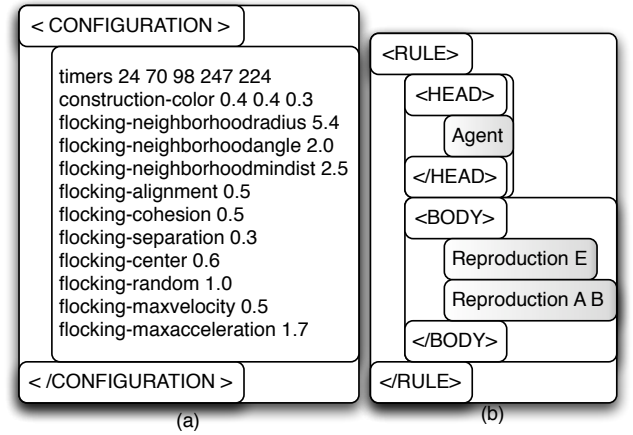 < CONFIGURATION >
timers 24 70 98 247 224
construction-color 0.4 0.4 0.3
flocking-neighborhoodradius 5.4
flocking-neighborhoodangle 2.0
flocking-neighborhoodmindist 2.5
flocking-alignment 0.5
flocking-cohesion 0.5
flocking-separation 0.3
flocking-center 0.6
flocking-random 1.0
flocking-maxvelocity 0.5
flocking-maxacceleration 1.7
< /CONFIGURATION >
(a)
<RULE>
<HEAD>
Agent
</HEAD>
<BODY>
Reproduction E
Reproduction A B
</BODY>
</RULE>
(b)